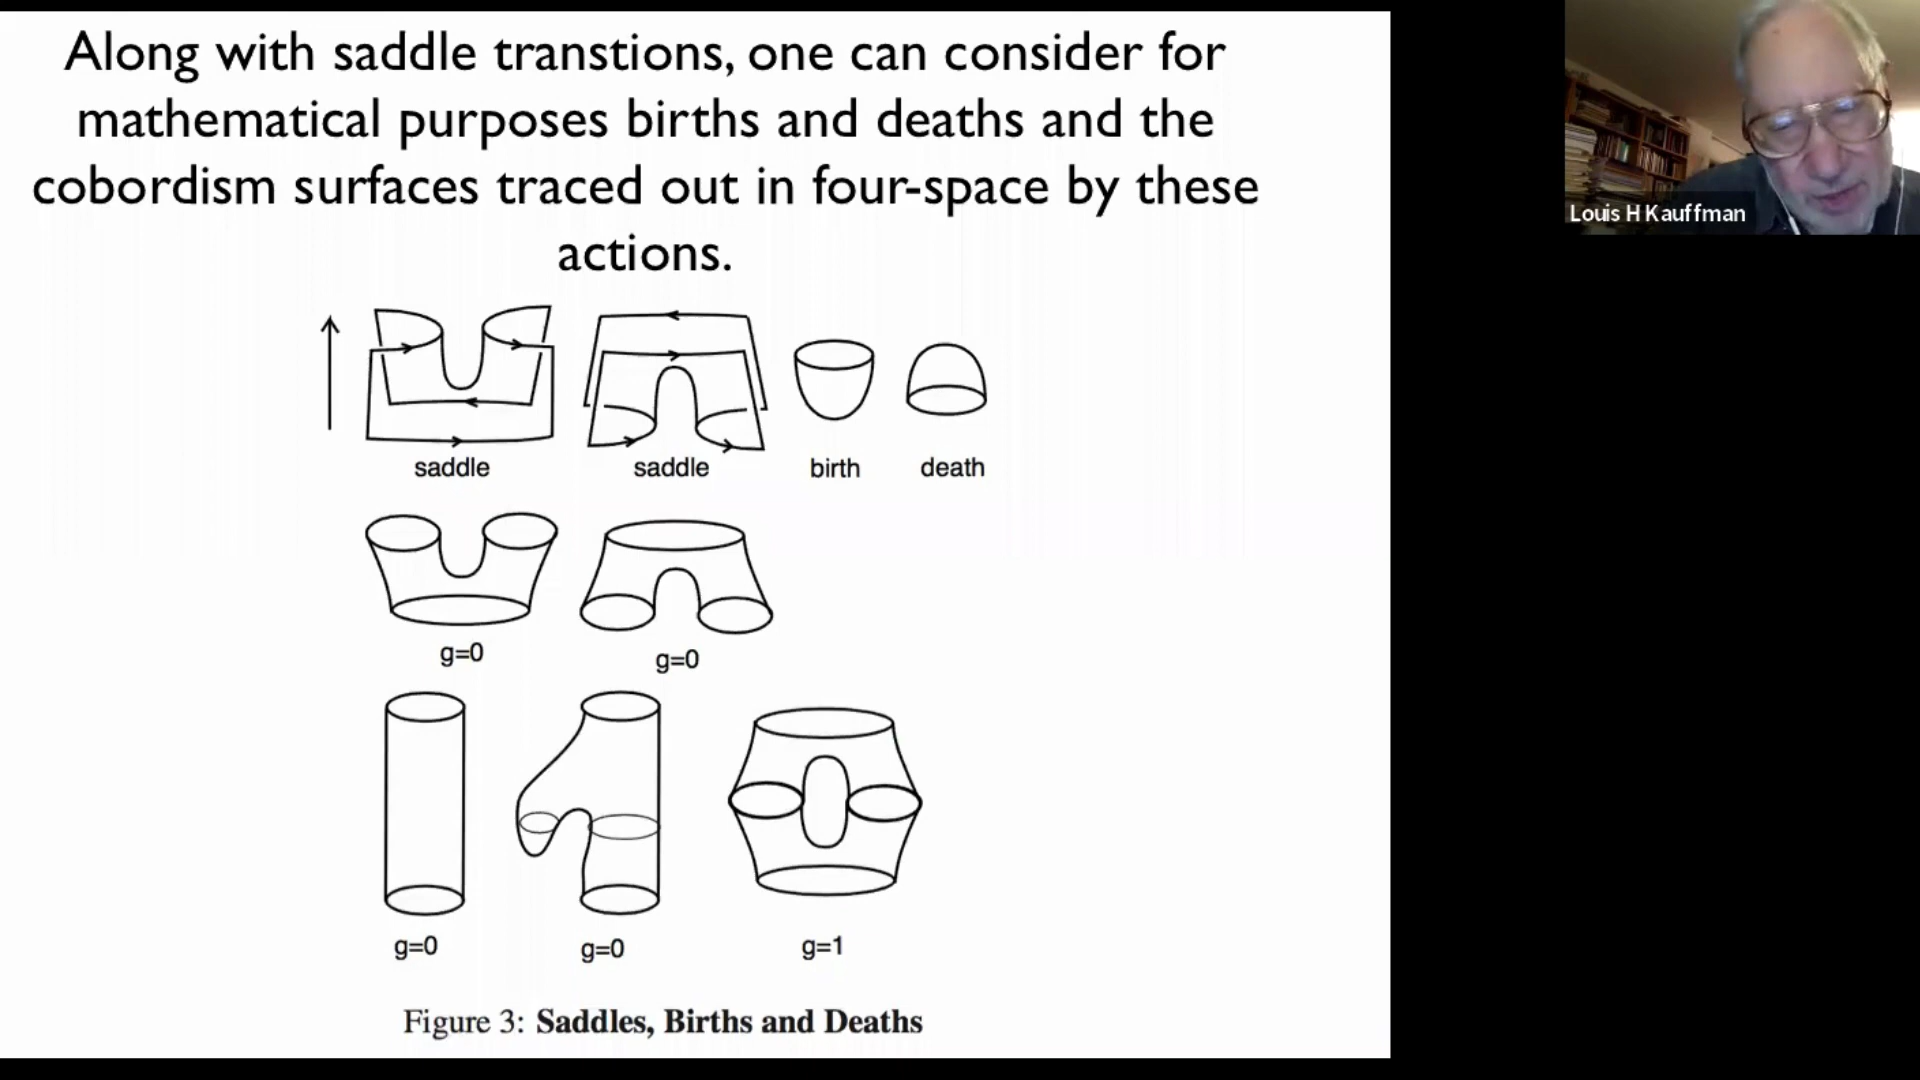 Along with saddle transtions, one can consider for
mathematical purposes births and deaths and the
cobordism surfaces traced out in four-space by these
actions.
Louis H Kauffman
saddle saddle birth death
g=0 g=0
g=0 g=0 g=1
Figure 3: Saddles, Births and Deaths